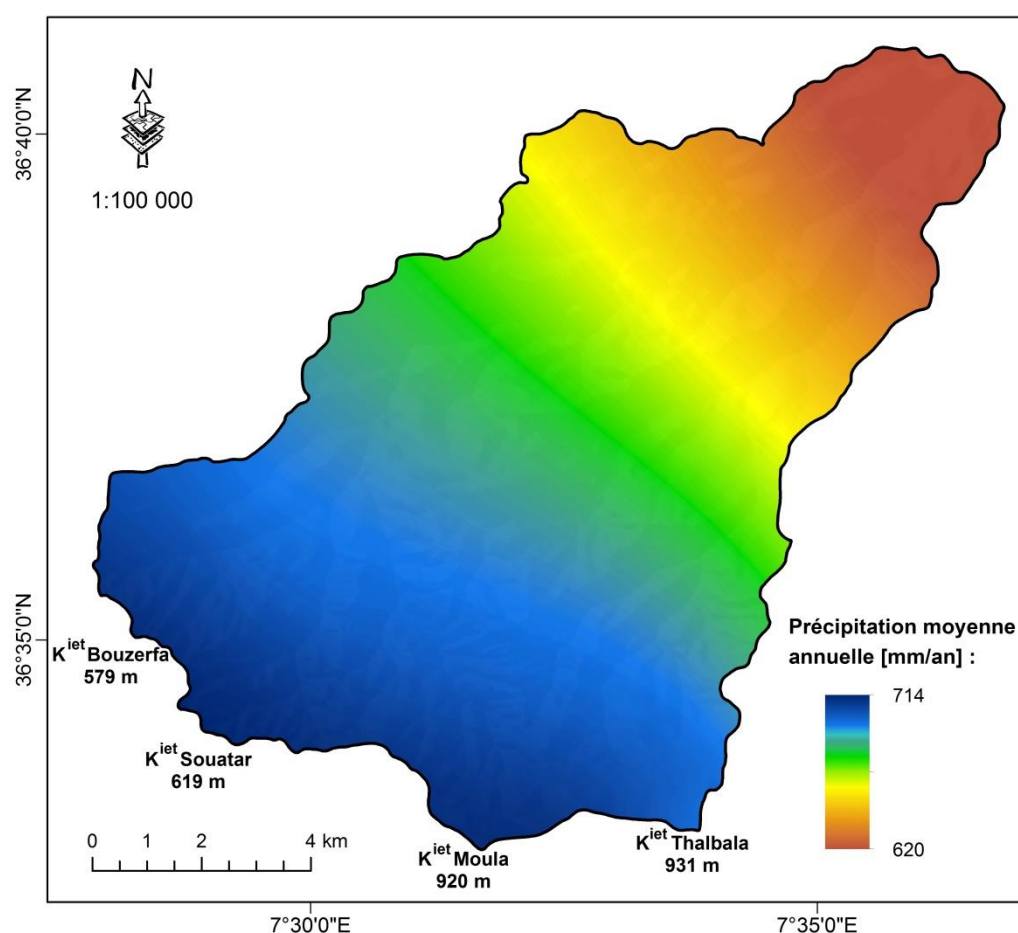 N
1:100 000
36°40'0"N
36°35'0"N
K^iet Bouzerfa
579 m
K^iet Souatar
619 m
K^iet Moula
920 m
K^iet Thalbala
931 m
Précipitation moyenne
annuelle [mm/an] :
714
620
0 1 2 4 km
7°30'0"E
7°35'0"E